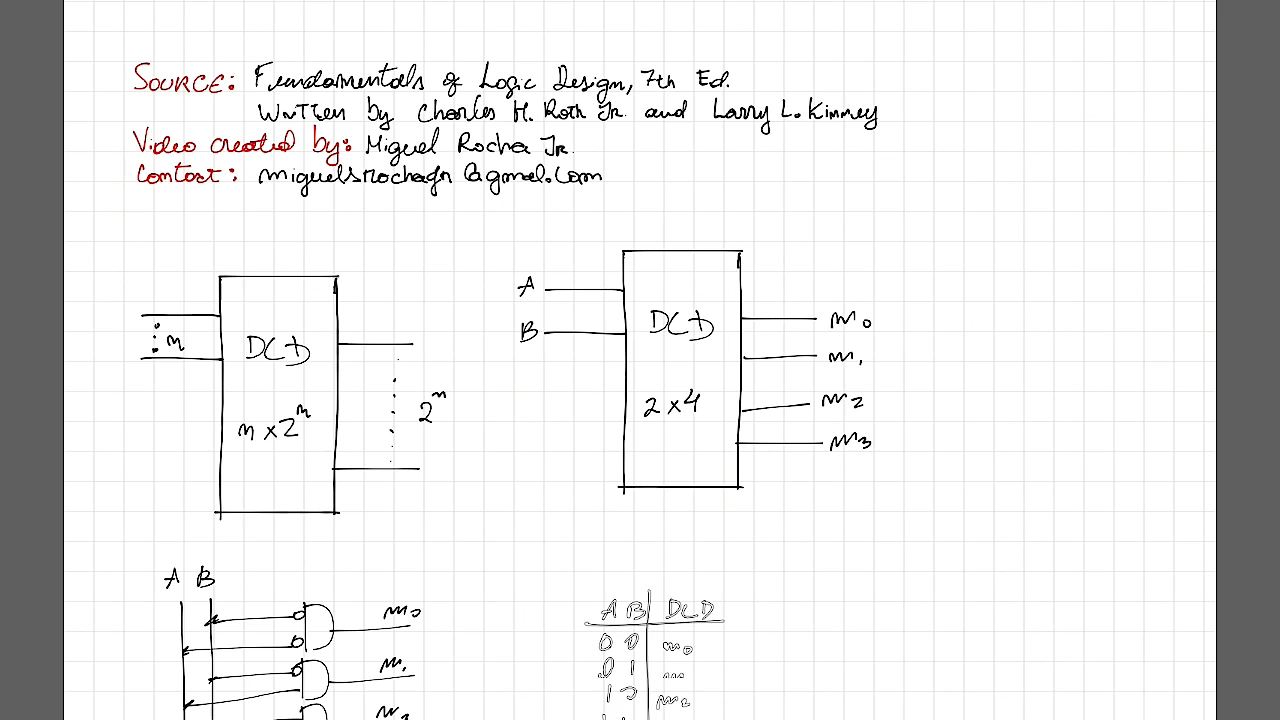 SOURCE: Fundamentals of Logic Design, 7th Ed.
Written by Charles H. Roth Jr. and Larry L. Kinney
Video created by: Miguel Rocha Jr.
Contact: miguelsrochajr@gmail.com
A
B
DCD
n x 2^n
n
2^n
DCD
2 x 4
m0
m1
m2
m3
A B
m0
m1
m2
A B DCD
0 0 m0
0 1 m1
1 0 m2